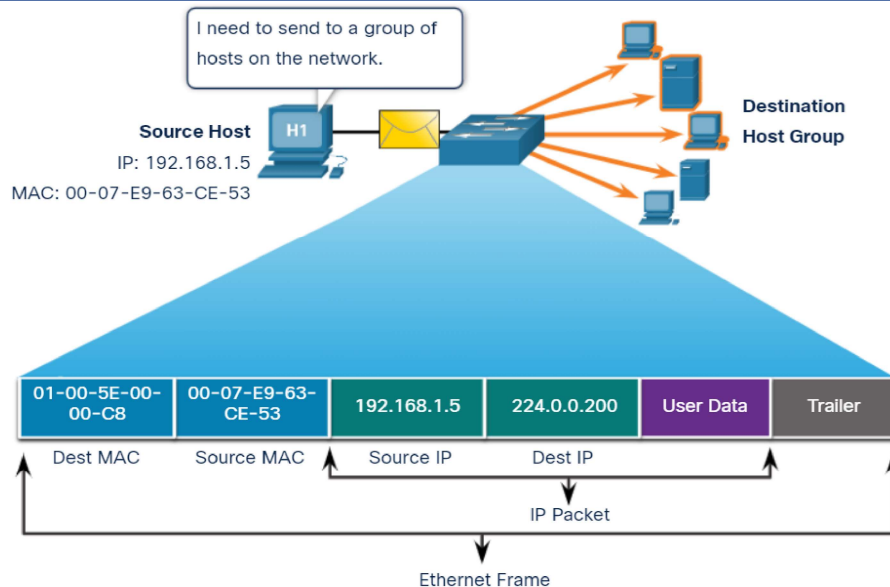 I need to send to a group of
hosts on the network.
Source Host
IP: 192.168.1.5
MAC: 00-07-E9-63-CE-53
H1
Destination
Host Group
01-00-5E-00-
00-C8
00-07-E9-63-
CE-53
192.168.1.5
224.0.0.200
User Data
Trailer
Dest MAC
Source MAC
Source IP
Dest IP
IP Packet
Ethernet Frame